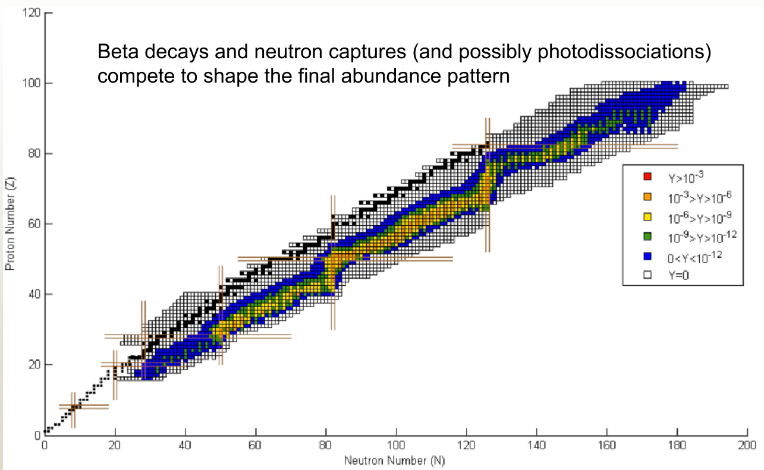 Beta decays and neutron captures (and possibly photodissociations)
compete to shape the final abundance pattern
120
100
80
60
40
20
0
Proton Number (Z)
Y>10⁻³
10⁻³>Y>10⁻⁶
10⁻⁶>Y>10⁻⁹
10⁻⁹>Y>10⁻¹²
0<Y<10⁻¹²
Y=0
0 20 40 60 80 100 120 140 160 180 200
Neutron Number (N)